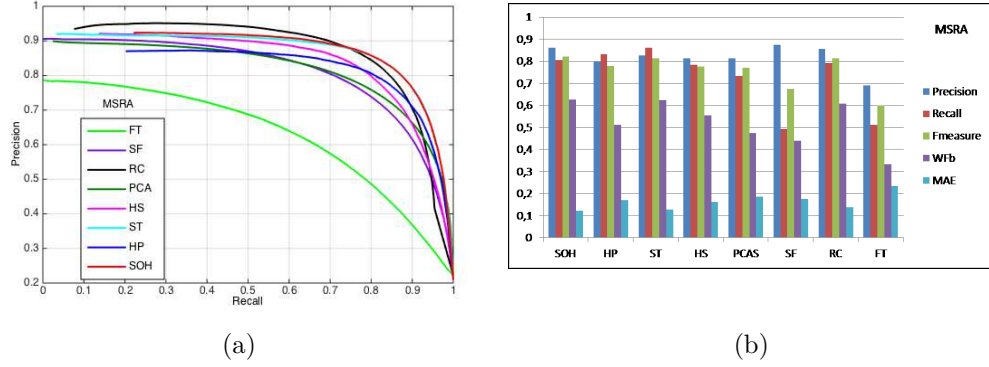 1
0.9
0.8
0.7
0.6
0.5
0.4
0.3
0.2
Precision
MSRA
FT
SF
RC
PCA
HS
ST
HP
SOH
0 0.1 0.2 0.3 0.4 0.5 0.6 0.7 0.8 0.9 1
Recall
(a)
1
0,9
0,8
0,7
0,6
0,5
0,4
0,3
0,2
0,1
0
MSRA
Precision
Recall
Fmeasure
WFb
MAE
SOH HP ST HS PCAS SF RC FT
(b)